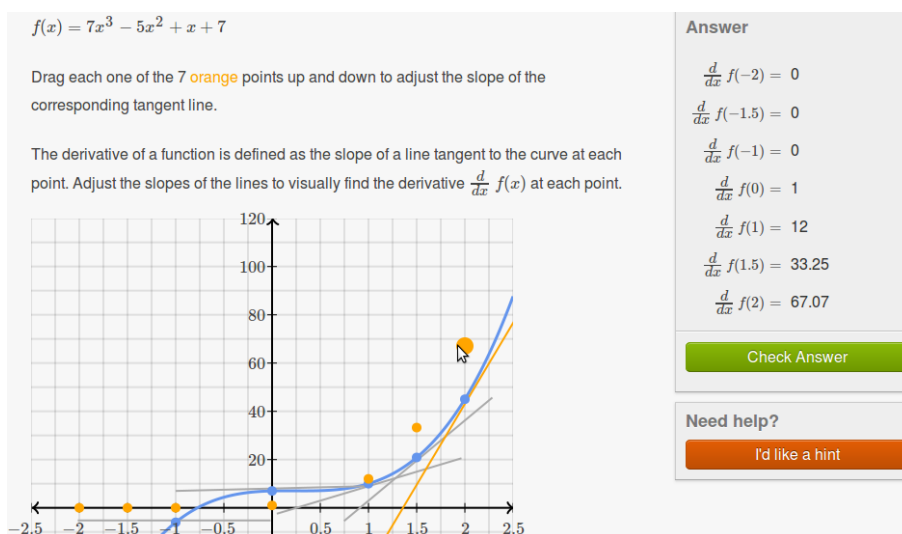 f(x) = 7x³ − 5x² + x + 7
Drag each one of the 7 orange points up and down to adjust the slope of the
corresponding tangent line.
The derivative of a function is defined as the slope of a line tangent to the curve at each
point. Adjust the slopes of the lines to visually find the derivative d/dx f(x) at each point.
120
100
80
60
40
20
−2.5 −2 −1.5 −1 −0.5 0.5 1 1.5 2 2.5
Answer
d/dx f(−2) = 0
d/dx f(−1.5) = 0
d/dx f(−1) = 0
d/dx f(0) = 1
d/dx f(1) = 12
d/dx f(1.5) = 33.25
d/dx f(2) = 67.07
Check Answer
Need help?
I'd like a hint